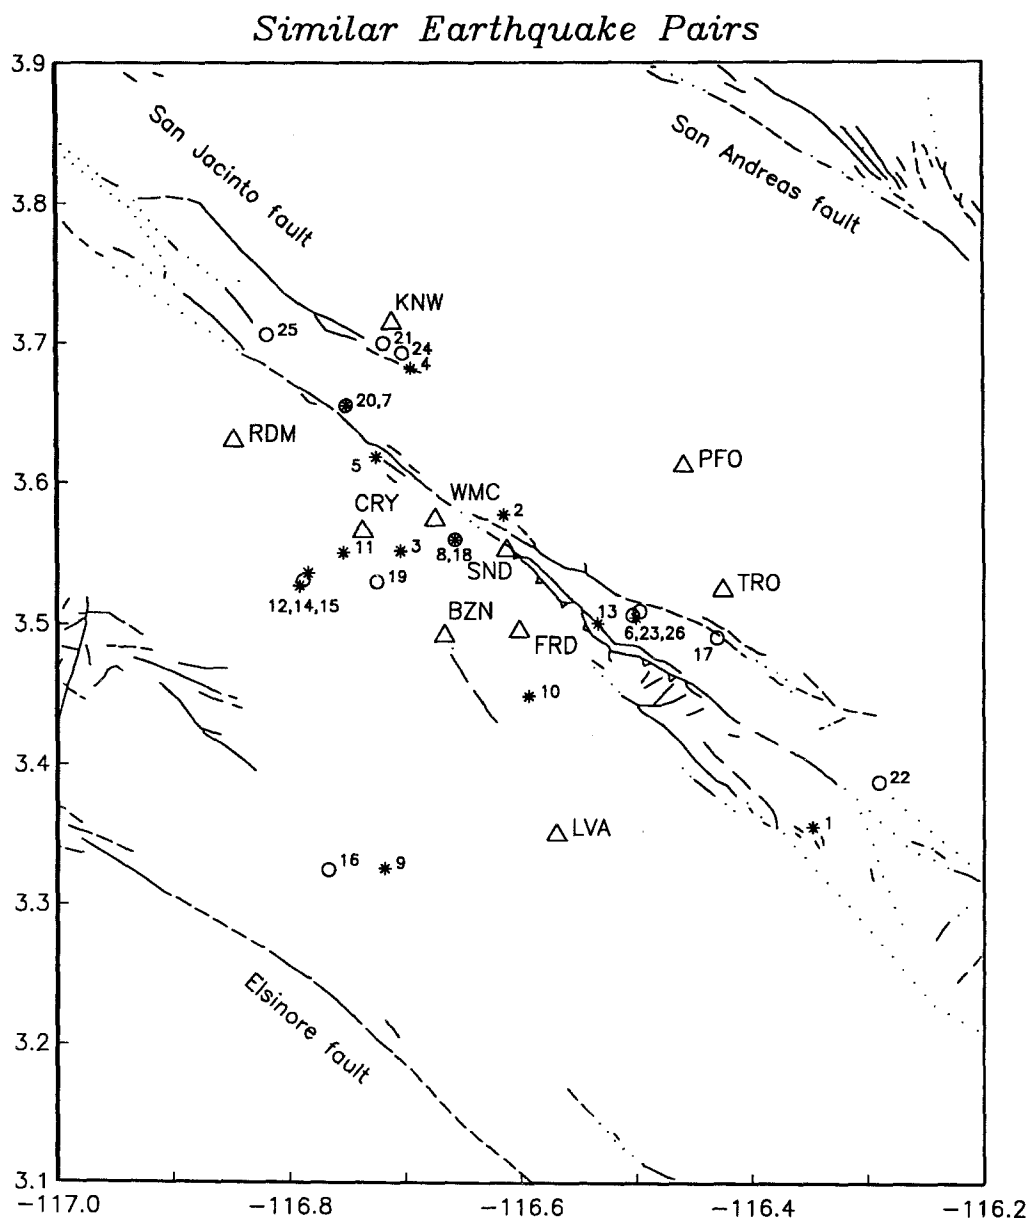 Similar Earthquake Pairs
3.9
San Jacinto fault
San Andreas fault
3.8
KNW
25
21
3.7
24
4
20,7
RDM
5
PFO
3.6
WMC
CRY
2
11
3
8,18
SND
19
TRO
12,14,15
BZN
13
6,23,26
3.5
FRD
17
10
22
3.4
LVA
1
16
9
3.3
Elsinore fault
3.2
3.1
-117.0
-116.8
-116.6
-116.4
-116.2